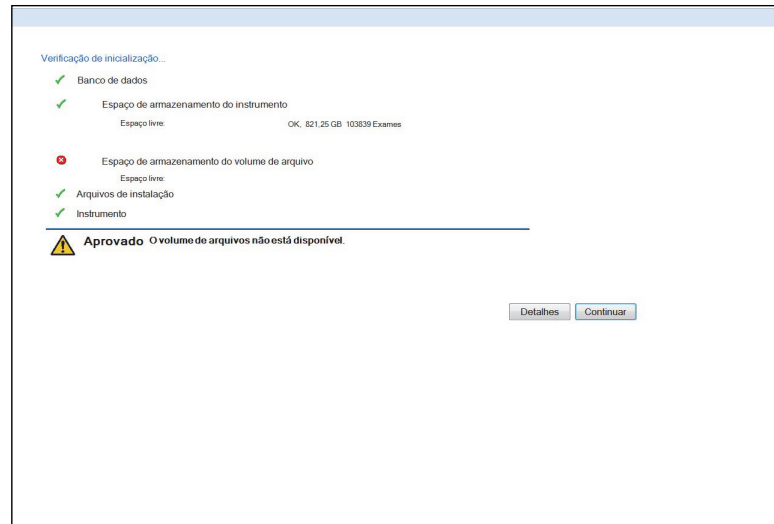 Verificação de inicialização...
Banco de dados
Espaço de armazenamento do instrumento
Espaço livre: OK, 821,25 GB 103839 Exames
Espaço de armazenamento do volume de arquivo
Espaço livre:
Arquivos de instalação
Instrumento
Aprovado O volume de arquivos não está disponível.
Detalhes Continuar